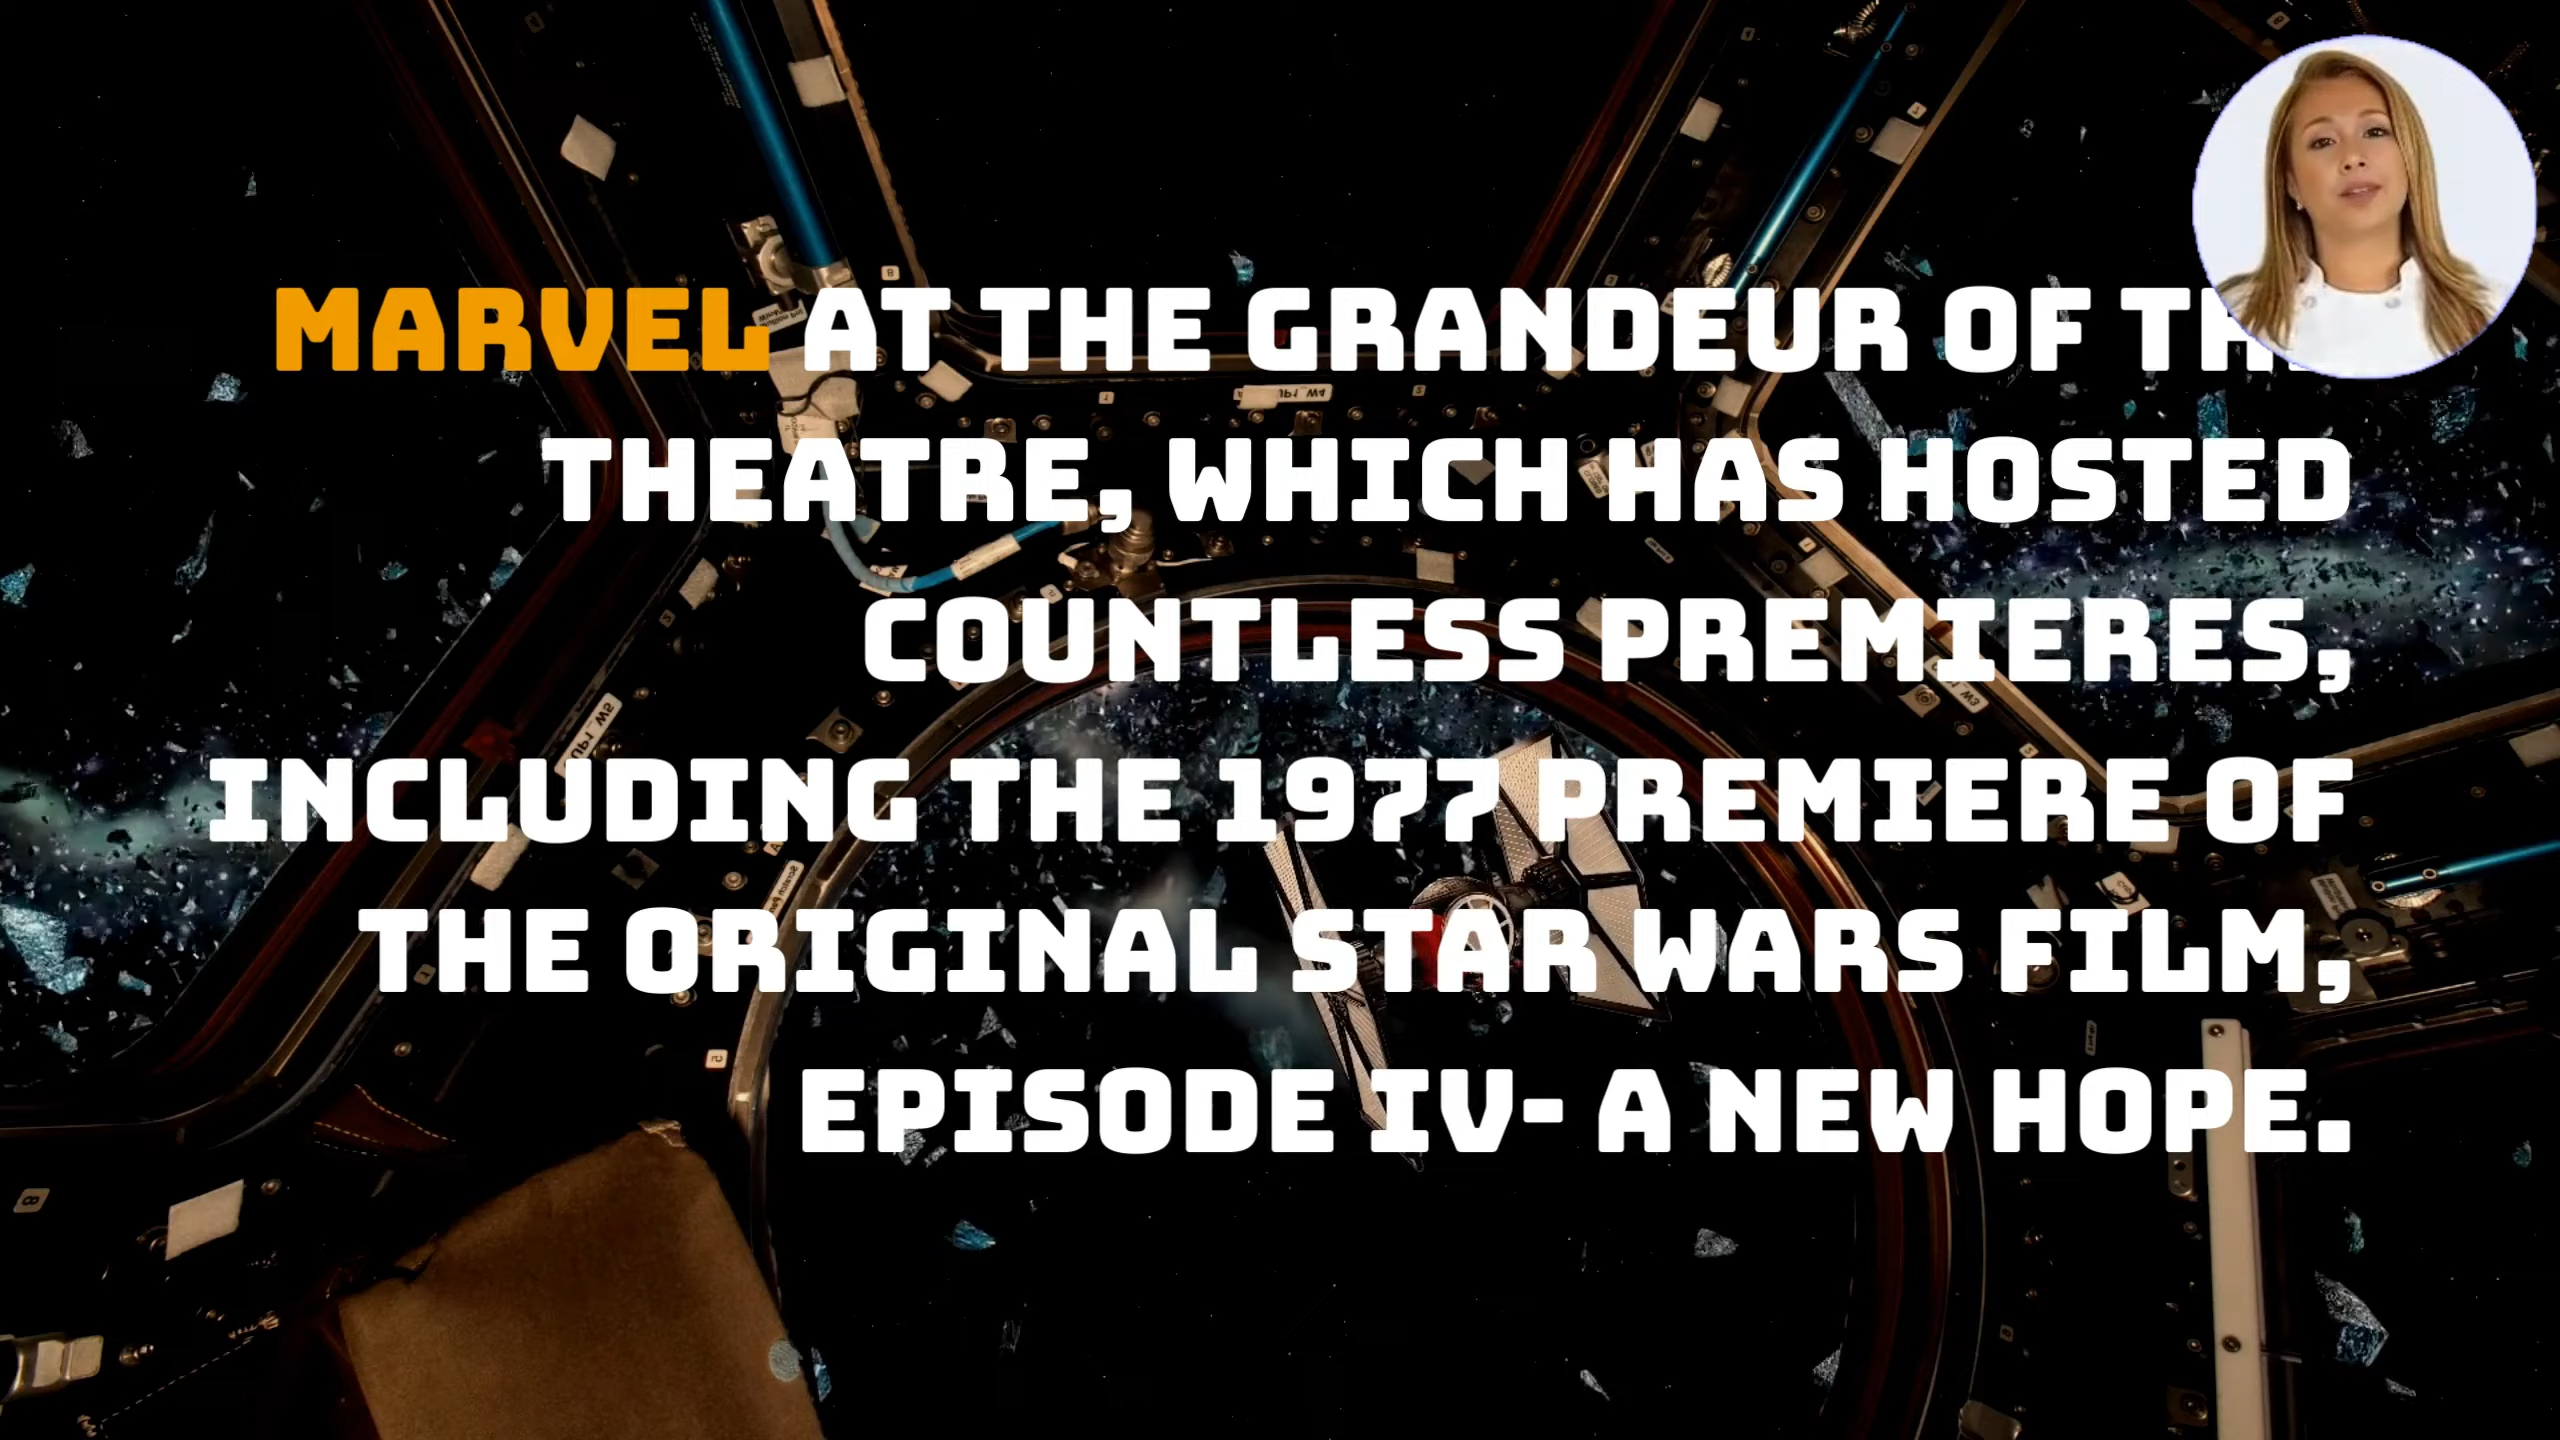 MARVEL AT THE GRANDEUR OF
THEATRE, WHICH HAS HOSTED
COUNTLESS PREMIERES,
INCLUDING THE 1977 PREMIERE OF
THE ORIGINAL STAR WARS FILM,
EPISODE IV- A NEW HOPE.